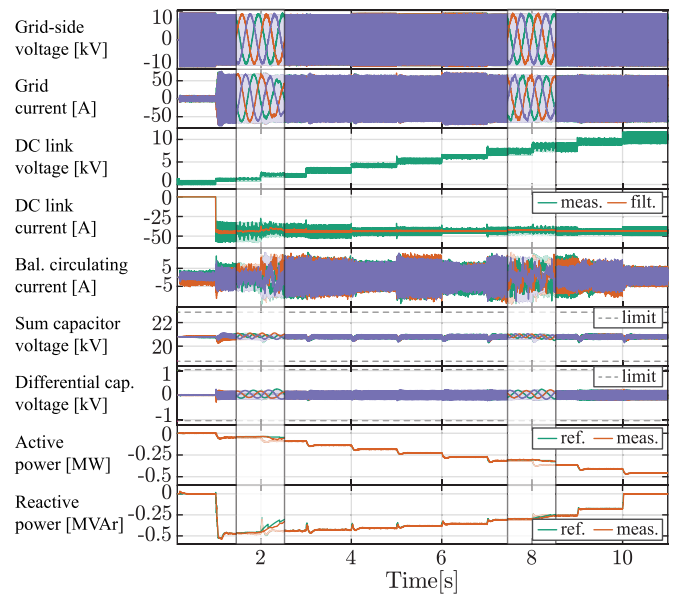 Grid-side
voltage [kV]
10
0
-10
Grid
current [A]
50
0
-50
DC link
voltage [kV]
10
5
0
DC link
current [A]
0
-25
-50
meas. filt.
Bal. circulating
current [A]
5
-5
Sum capacitor
voltage [kV]
22
20
limit
Differential cap.
voltage [kV]
1
0
-1
limit
Active
power [MW]
0
-0.25
-0.5
ref. meas.
Reactive
power [MVAr]
0
-0.5
ref. meas.
2 4 6 8 10
Time[s]